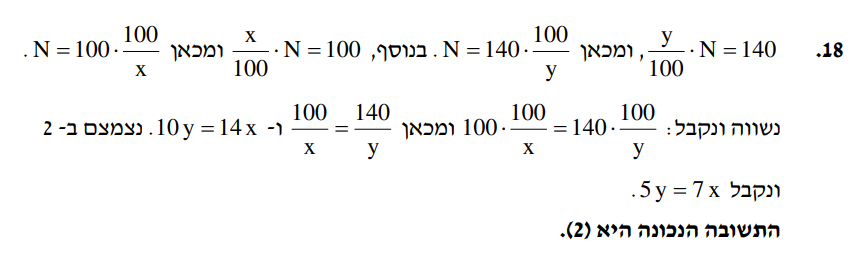 18. y/100 · N = 140, ומכאן N = 140 · 100/y. בנוסף, x/100 · N = 100 ומכאן N = 100 · 100/x.
נשווה ונקבל: 100 · 100/x = 140 · 100/y ומכאן 100/x = 140/y ו- 10y = 14x. נצמצם ב- 2
ונקבל 5y = 7x.
התשובה הנכונה היא (2).